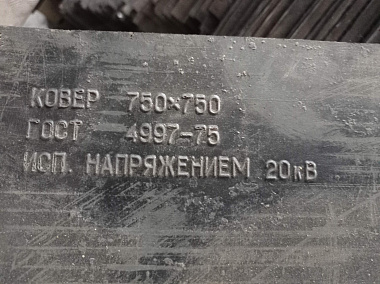 КОВЕР 750×750
ГОСТ 4997-75
ИСП. НАПРЯЖЕНИЕМ 20кВ